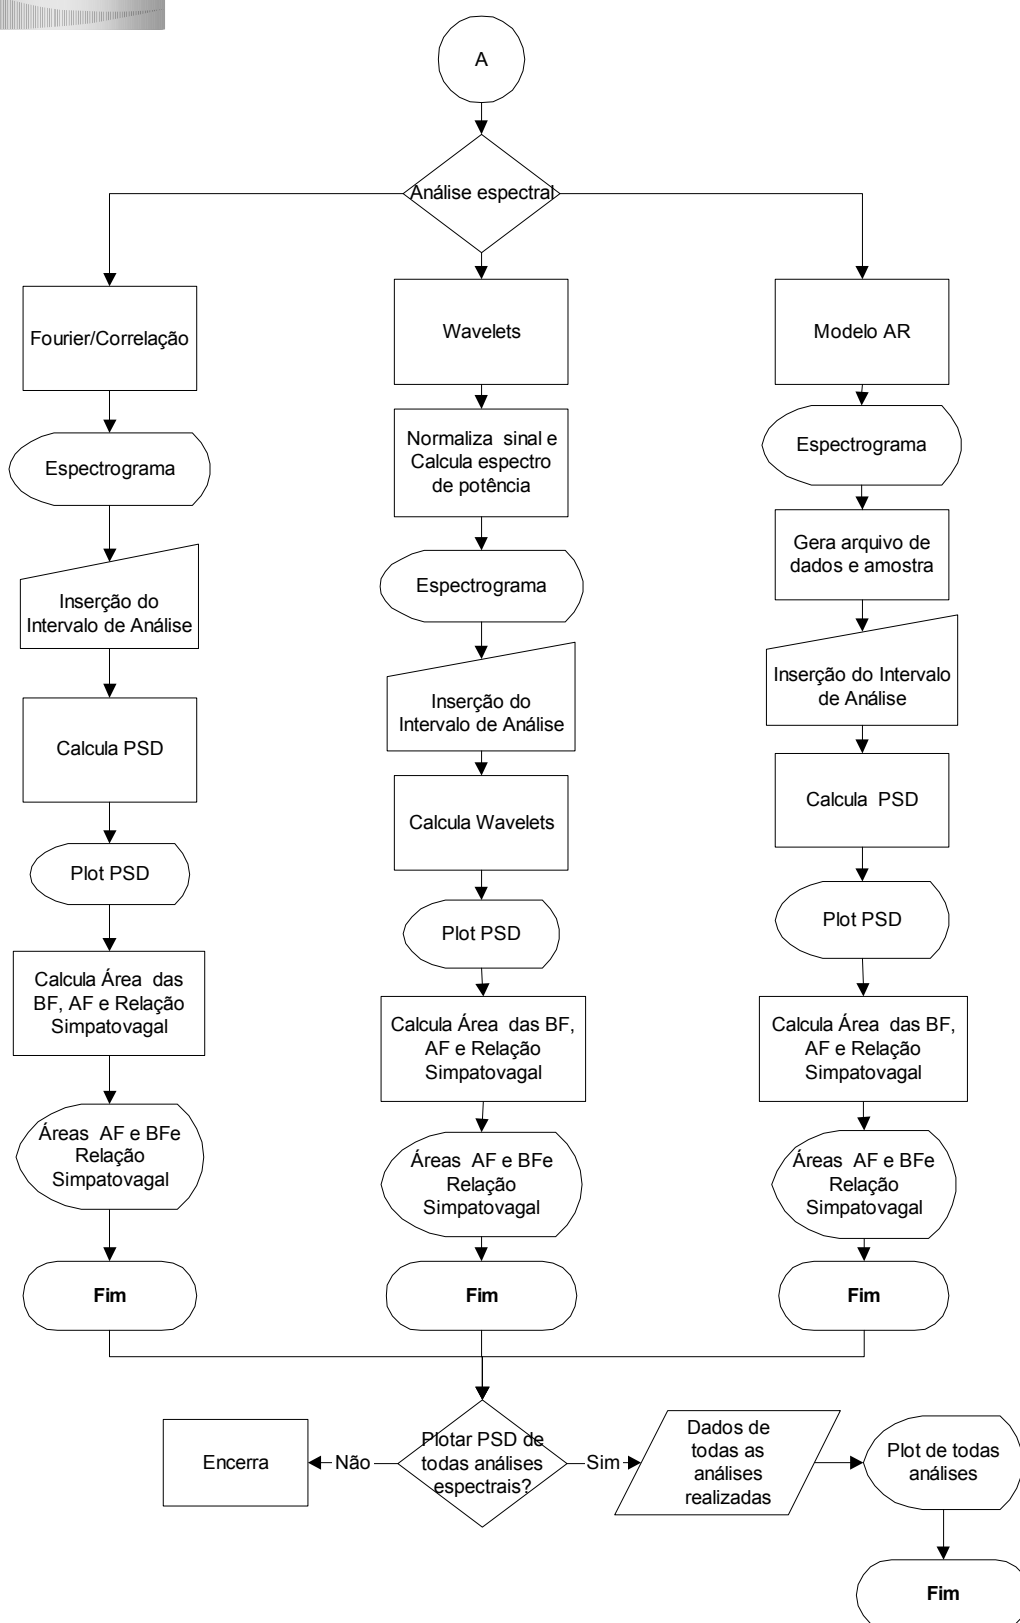 A
Análise espectral
Fourier/Correlação
Espectrograma
Inserção do
Intervalo de Análise
Calcula PSD
Plot PSD
Calcula Área das
BF, AF e Relação
Simpatovagal
Áreas AF e BFe
Relação
Simpatovagal
Fim
Wavelets
Normaliza sinal e
Calcula espectro
de potência
Espectrograma
Inserção do
Intervalo de Análise
Calcula Wavelets
Plot PSD
Calcula Área das BF,
AF e Relação
Simpatovagal
Áreas AF e BFe
Relação
Simpatovagal
Fim
Modelo AR
Espectrograma
Gera arquivo de
dados e amostra
Inserção do Intervalo
de Análise
Calcula PSD
Plot PSD
Calcula Área das BF,
AF e Relação
Simpatovagal
Áreas AF e BFe
Relação
Simpatovagal
Fim
Plotar PSD de
todas análises
espectrais?
Não
Encerra
Sim
Dados de
todas as
análises
realizadas
Plot de todas
análises
Fim